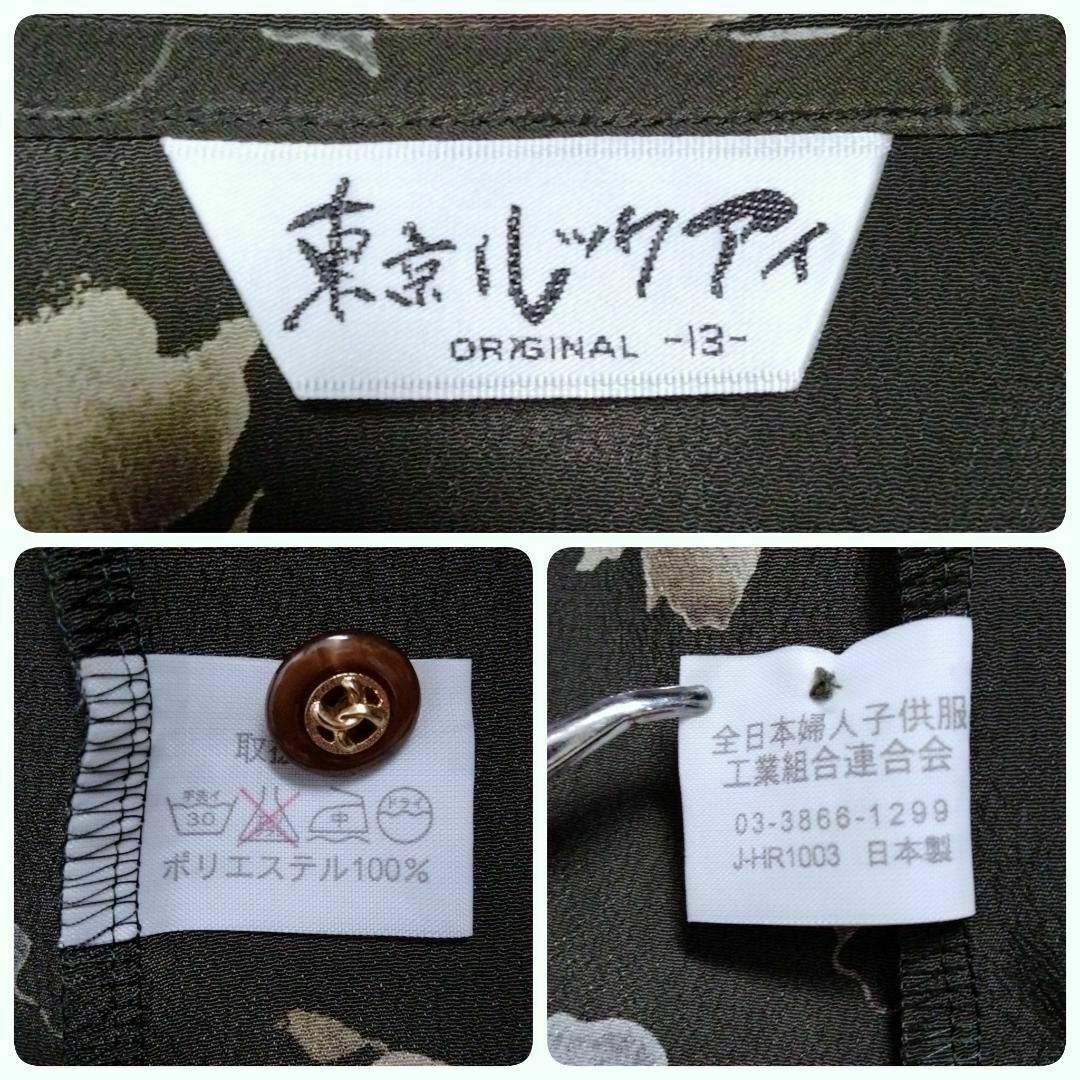 東京ルックアイ
ORIGINAL -13-
取扱
手洗イ
30
中
ドライ
ポリエステル100%
全日本婦人子供服
工業組合連合会
03-3866-1299
J-HR1003 日本製